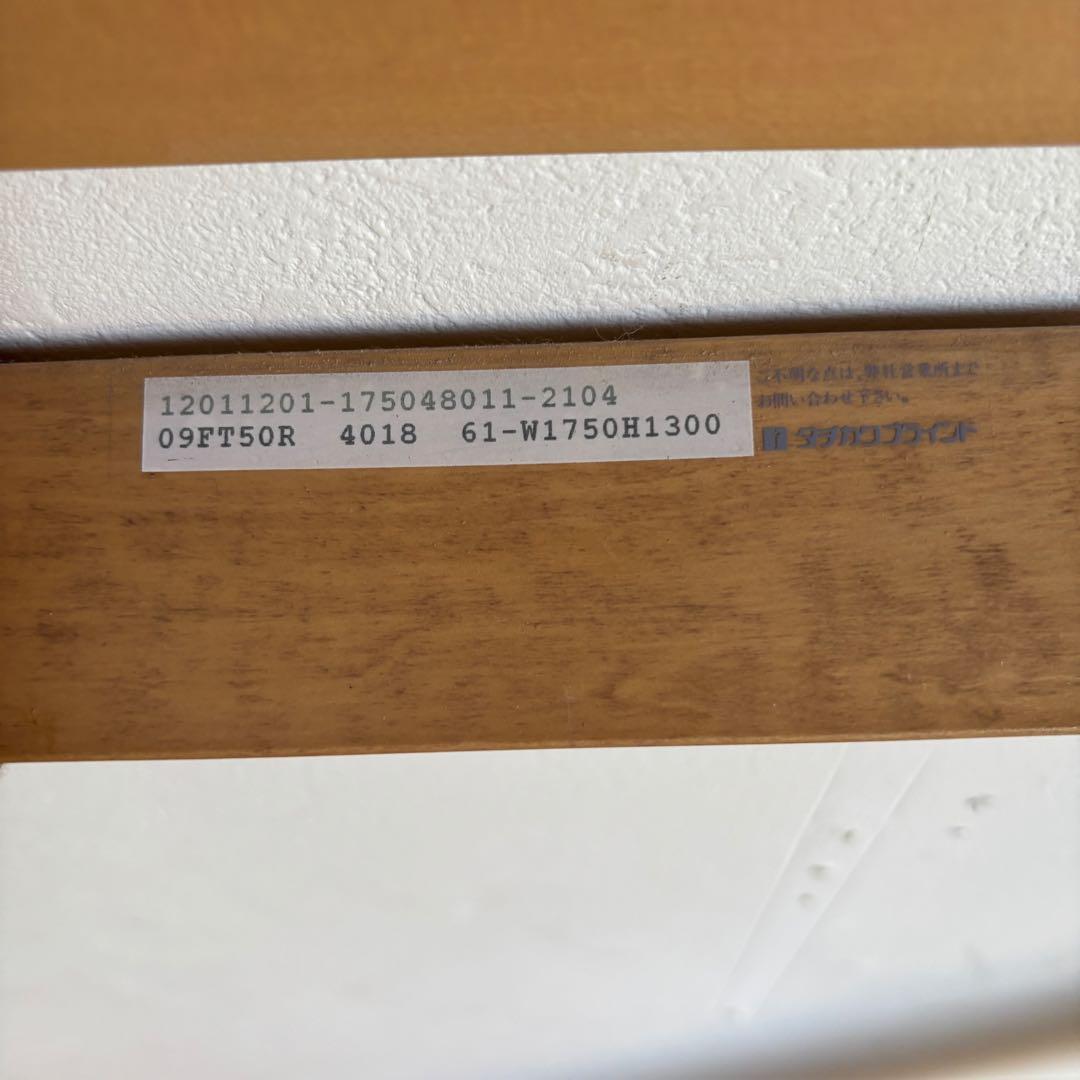 12011201-175048011-2104
09FT50R 4018 61-W1750H1300
ご不明な点は、弊社営業所まで
お問い合わせ下さい。
タチカワブラインド